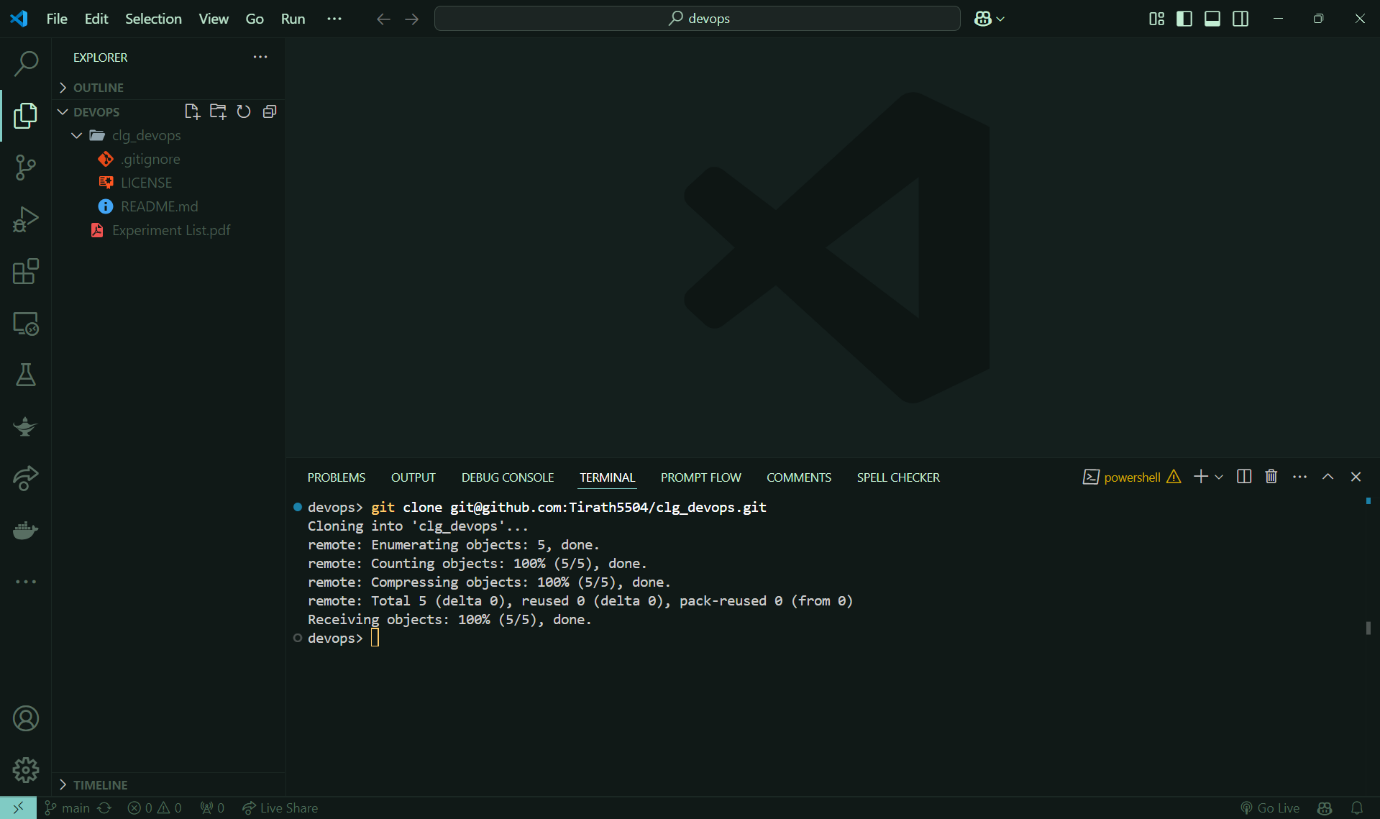 File Edit Selection View Go Run ···
devops
EXPLORER
OUTLINE
DEVOPS
clg_devops
.gitignore
LICENSE
README.md
Experiment List.pdf
PROBLEMS OUTPUT DEBUG CONSOLE TERMINAL PROMPT FLOW COMMENTS SPELL CHECKER
powershell
devops> git clone git@github.com:Tirath5504/clg_devops.git
Cloning into 'clg_devops'...
remote: Enumerating objects: 5, done.
remote: Counting objects: 100% (5/5), done.
remote: Compressing objects: 100% (5/5), done.
remote: Total 5 (delta 0), reused 0 (delta 0), pack-reused 0 (from 0)
Receiving objects: 100% (5/5), done.
devops>
TIMELINE
main 0 0 0 Live Share Go Live